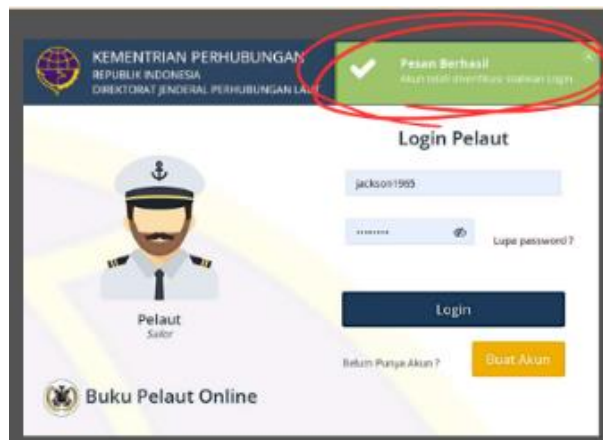 KEMENTRIAN PERHUBUNGAN
REPUBLIK INDONESIA
DIREKTORAT JENDERAL PERHUBUNGAN LAUT
Pesan Berhasil
Akun telah diverifikasi silahkan Login
Login Pelaut
jackson1965
Lupa password ?
Login
Pelaut
Sailor
Belum Punya Akun ?
Buat Akun
Buku Pelaut Online